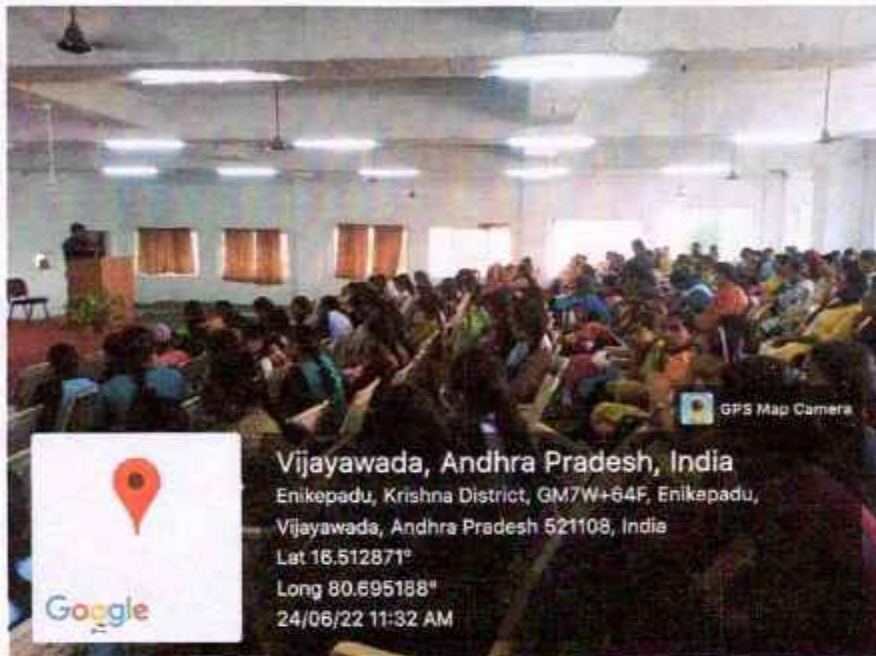 GPS Map Camera
Vijayawada, Andhra Pradesh, India
Enikepadu, Krishna District, GM7W+64F, Enikepadu,
Vijayawada, Andhra Pradesh 521108, India
Lat 16.512871°
Long 80.695188°
24/06/22 11:32 AM
Google